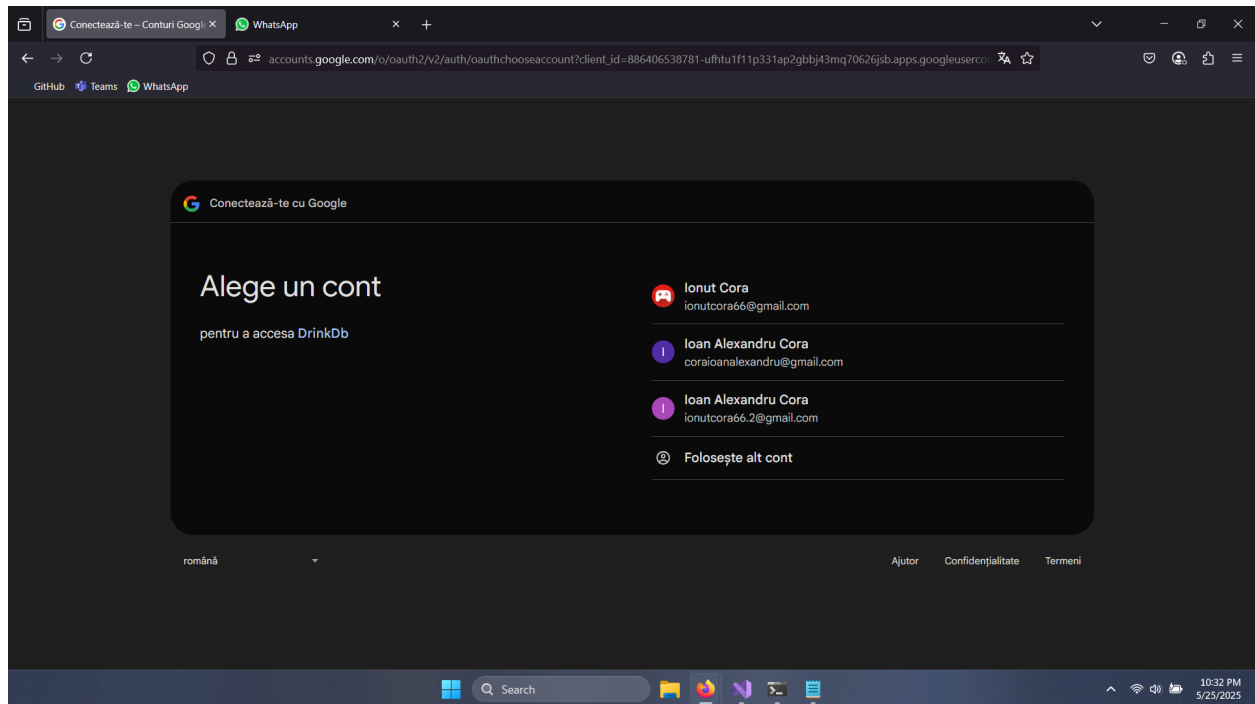 Conectează-te – Conturi Googl
WhatsApp
accounts.google.com/o/oauth2/v2/auth/oauthchooseaccount?client_id=886406538781-ufhtu1f11p331ap2gbbj43mq70626jsb.apps.googleuserco
GitHub Teams WhatsApp
Conectează-te cu Google
Alege un cont
pentru a accesa DrinkDb
Ionut Cora
ionutcora66@gmail.com
I
Ioan Alexandru Cora
coraioanalexandru@gmail.com
I
Ioan Alexandru Cora
ionutcora66.2@gmail.com
Folosește alt cont
română
Ajutor Confidențialitate Termeni
Search
10:32 PM
5/25/2025